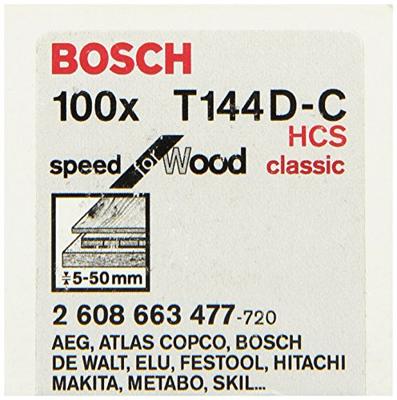 BOSCH
100x T144D-C
HCS
speed for Wood classic
5-50mm
2 608 663 477-720
AEG, ATLAS COPCO, BOSCH
DE WALT, ELU, FESTOOL, HITACHI
MAKITA, METABO, SKIL...